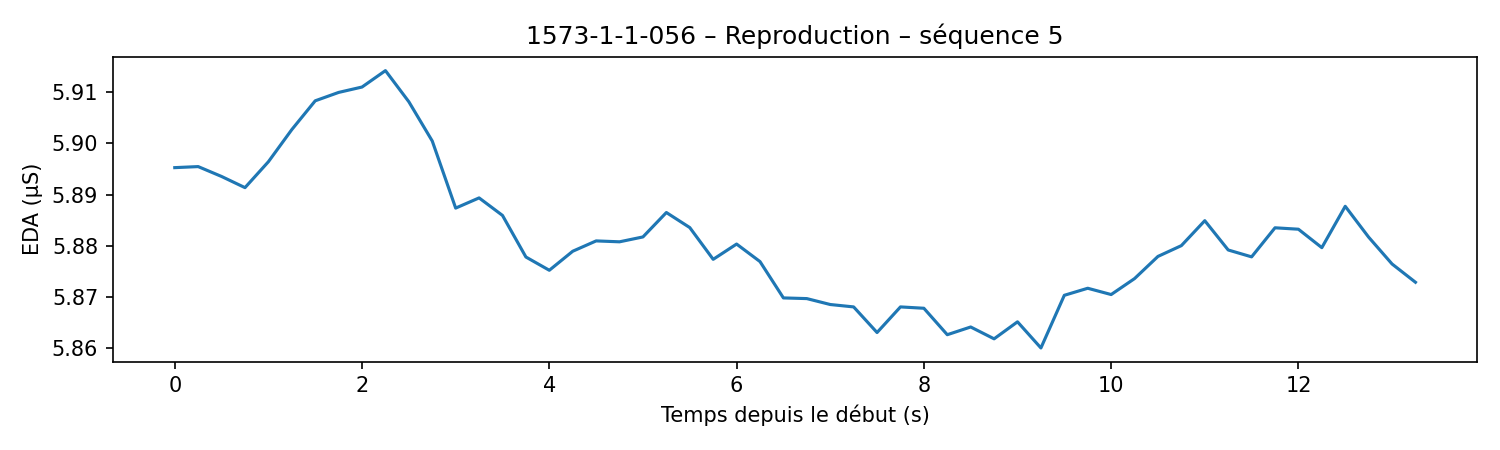 1573-1-1-056 – Reproduction – séquence 5
EDA (µS)
5.91
5.90
5.89
5.88
5.87
5.86
0 2 4 6 8 10 12
Temps depuis le début (s)